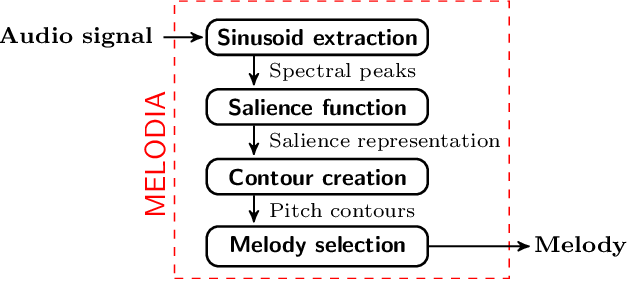 Audio signal
Sinusoid extraction
Spectral peaks
Salience function
Salience representation
MELODIA
Contour creation
Pitch contours
Melody selection
Melody